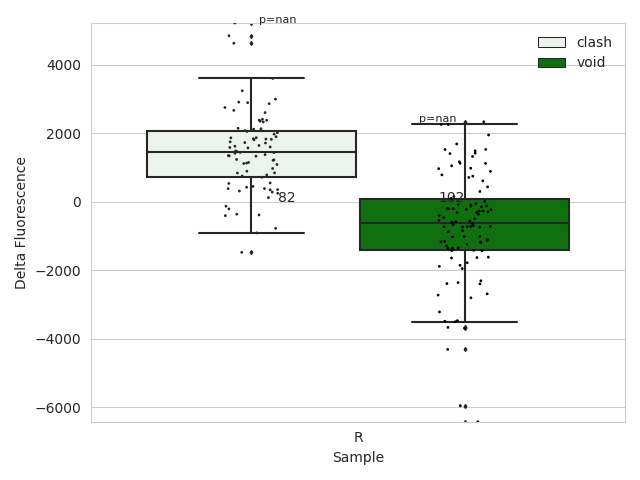 p=nan
clash
void
p=nan
82
102
4000
2000
0
−2000
−4000
−6000
Delta Fluorescence
R
Sample